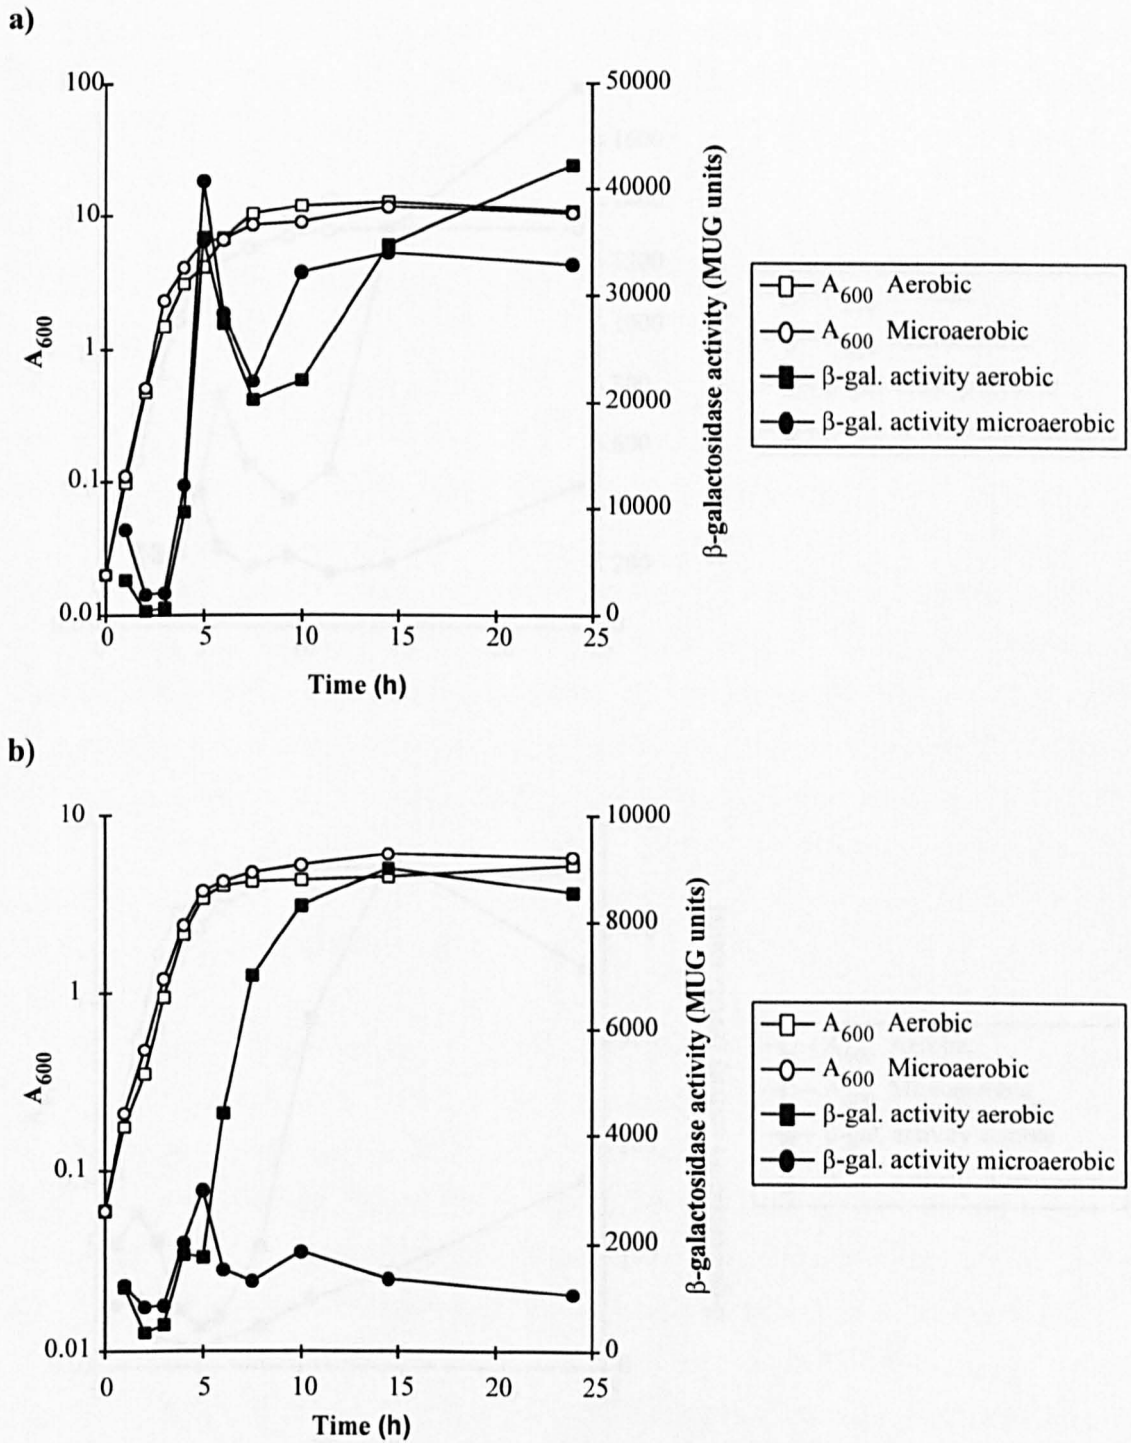 a)
100
10
1
0.1
0.01
A600
50000
40000
30000
20000
10000
0
β-galactosidase activity (MUG units)
0 5 10 15 20 25
Time (h)
A600 Aerobic
A600 Microaerobic
β-gal. activity aerobic
β-gal. activity microaerobic
b)
10
1
0.1
0.01
A600
10000
8000
6000
4000
2000
0
β-galactosidase activity (MUG units)
0 5 10 15 20 25
Time (h)
A600 Aerobic
A600 Microaerobic
β-gal. activity aerobic
β-gal. activity microaerobic